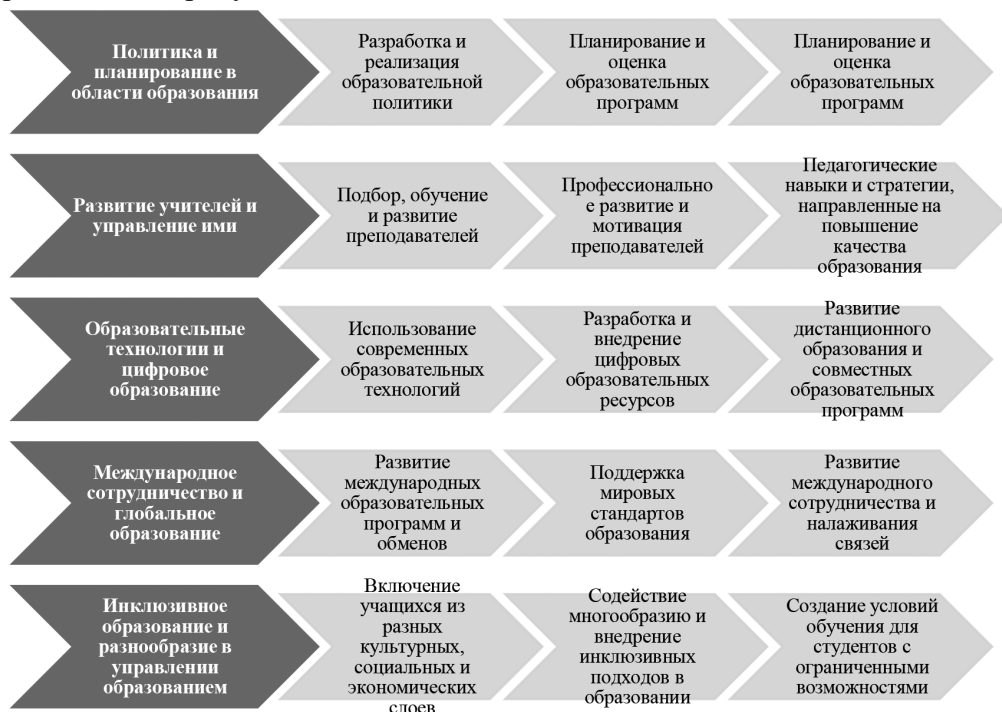 Политика и
планирование в
области образования
Разработка и
реализация
образовательной
политики
Планирование и
оценка
образовательных
программ
Планирование и
оценка
образовательных
программ
Развитие учителей и
управление ими
Подбор, обучение
и развитие
преподавателей
Профессионально
е развитие и
мотивация
преподавателей
Педагогические
навыки и стратегии,
направленные на
повышение
качества
образования
Образовательные
технологии и
цифровое
образование
Использование
современных
образовательных
технологий
Разработка и
внедрение
цифровых
образовательных
ресурсов
Развитие
дистанционного
образования и
совместных
образовательных
программ
Международное
сотрудничество и
глобальное
образование
Развитие
международных
образовательных
программ и
обменов
Поддержка
мировых
стандартов
образования
Развитие
международного
сотрудничества и
налаживания
связей
Инклюзивное
образование и
разнообразие в
управлении
образованием
Включение
учащихся из
разных
культурных,
социальных и
экономических
слоев
Содействие
многообразию и
внедрение
инклюзивных
подходов в
образовании
Создание условий
обучения для
студентов с
ограниченными
возможностями